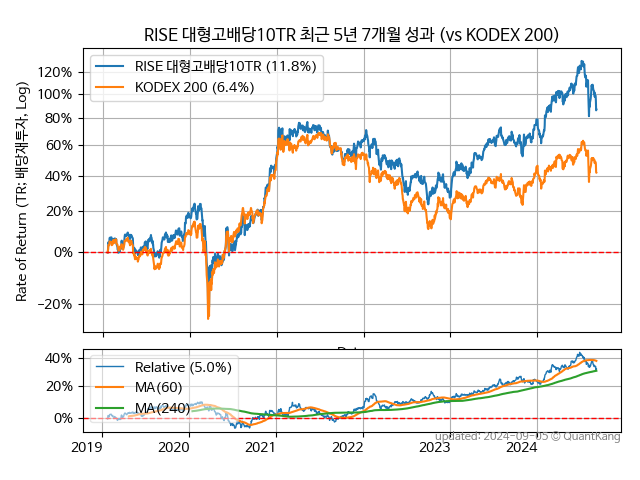 RISE 대형고배당10TR 최근 5년 7개월 성과 (vs KODEX 200)
Rate of Return (TR: 배당재투자, Log)
120%
100%
80%
60%
40%
20%
0%
−20%
RISE 대형고배당10TR (11.8%)
KODEX 200 (6.4%)
40%
20%
0%
Relative (5.0%)
MA(60)
MA(240)
2019
2020
2021
2022
2023
2024
updated: 2024-09-05 © QuantKang